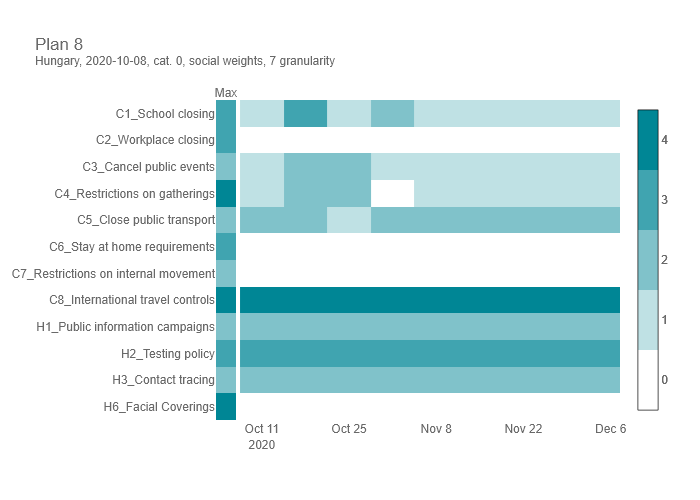 Plan 8
Hungary, 2020-10-08, cat. 0, social weights, 7 granularity
Max
C1_School closing
C2_Workplace closing
C3_Cancel public events
C4_Restrictions on gatherings
C5_Close public transport
C6_Stay at home requirements
C7_Restrictions on internal movement
C8_International travel controls
H1_Public information campaigns
H2_Testing policy
H3_Contact tracing
H6_Facial Coverings
Oct 11
2020
Oct 25
Nov 8
Nov 22
Dec 6
4
3
2
1
0